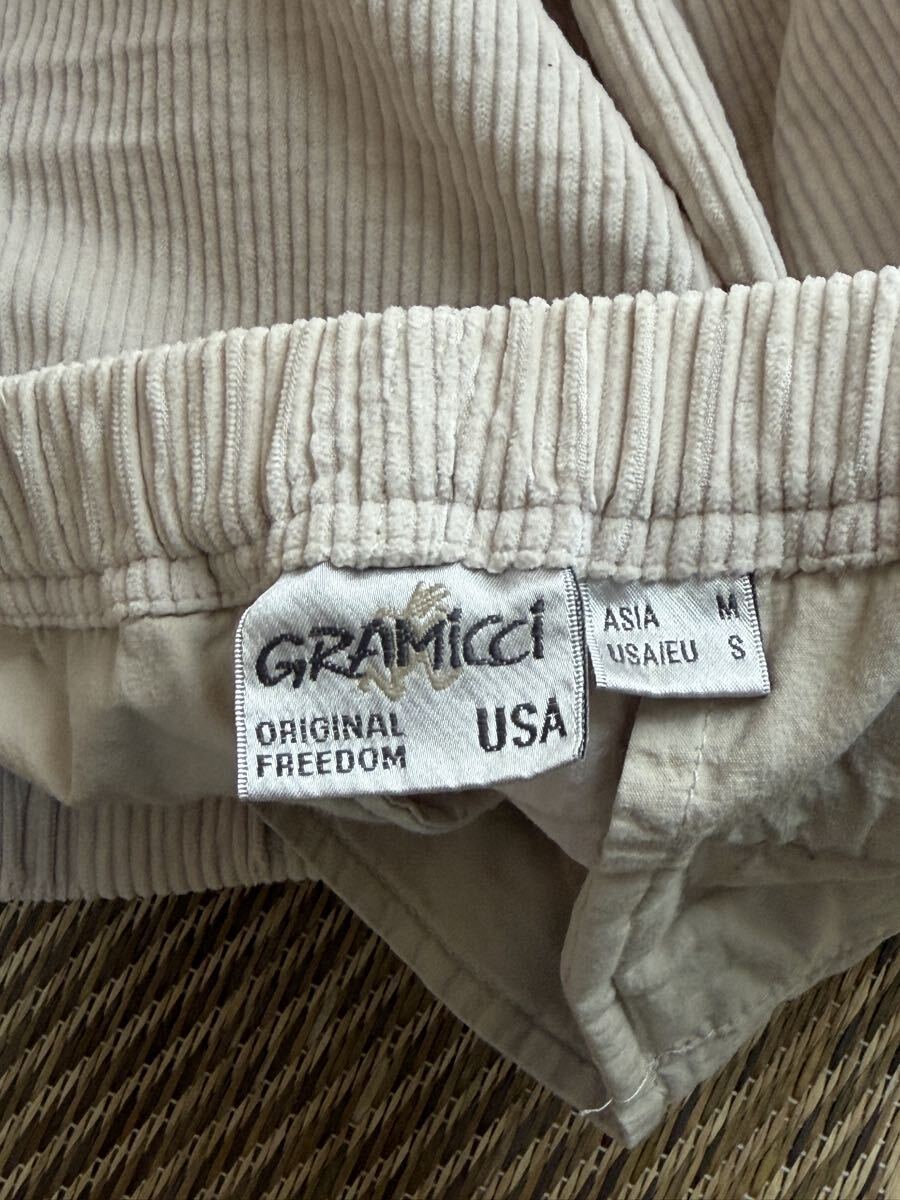 GRAMiCCi
ORIGINAL
FREEDOM
USA
ASIA M
USA/EU S